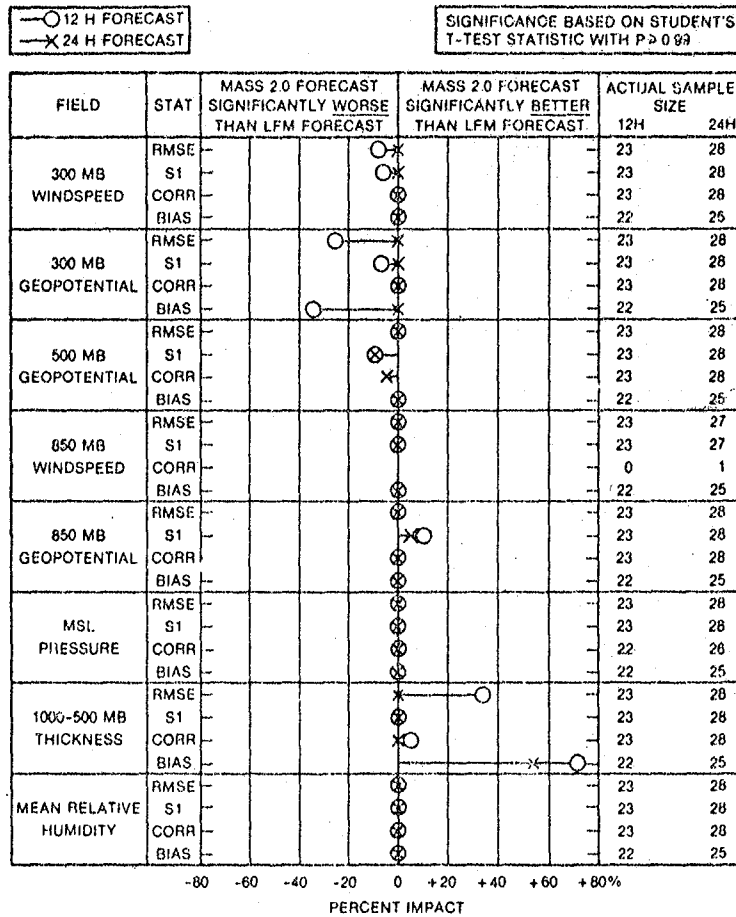 12 H FORECAST
24 H FORECAST
SIGNIFICANCE BASED ON STUDENT'S
T-TEST STATISTIC WITH P≥0.99
FIELD STAT MASS 2.0 FORECAST SIGNIFICANTLY WORSE THAN LFM FORECAST MASS 2.0 FORECAST SIGNIFICANTLY BETTER THAN LFM FORECAST ACTUAL SAMPLE SIZE
12H 24H
300 MB WINDSPEED
RMSE 23 28
S1 23 28
CORR 23 28
BIAS 22 25
300 MB GEOPOTENTIAL
RMSE 23 28
S1 23 28
CORR 23 28
BIAS 22 25
500 MB GEOPOTENTIAL
RMSE 23 28
S1 23 28
CORR 23 28
BIAS 22 25
850 MB WINDSPEED
RMSE 23 27
S1 23 27
CORR 0 1
BIAS 22 25
850 MB GEOPOTENTIAL
RMSE 23 28
S1 23 28
CORR 23 28
BIAS 22 25
MSL PRESSURE
RMSE 23 28
S1 23 28
CORR 22 26
BIAS 22 25
1000-500 MB THICKNESS
RMSE 23 28
S1 23 28
CORR 23 28
BIAS 22 25
MEAN RELATIVE HUMIDITY
RMSE 23 28
S1 23 28
CORR 23 28
BIAS 22 25
-80 -60 -40 -20 0 +20 +40 +60 +80%
PERCENT IMPACT